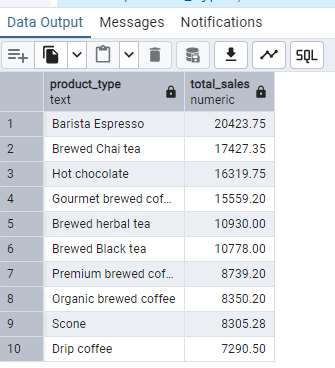 Data Output Messages Notifications
SQL
product_type total_sales
text numeric
1 Barista Espresso 20423.75
2 Brewed Chai tea 17427.35
3 Hot chocolate 16319.75
4 Gourmet brewed cof... 15559.20
5 Brewed herbal tea 10930.00
6 Brewed Black tea 10778.00
7 Premium brewed cof... 8739.20
8 Organic brewed coffee 8350.20
9 Scone 8305.28
10 Drip coffee 7290.50